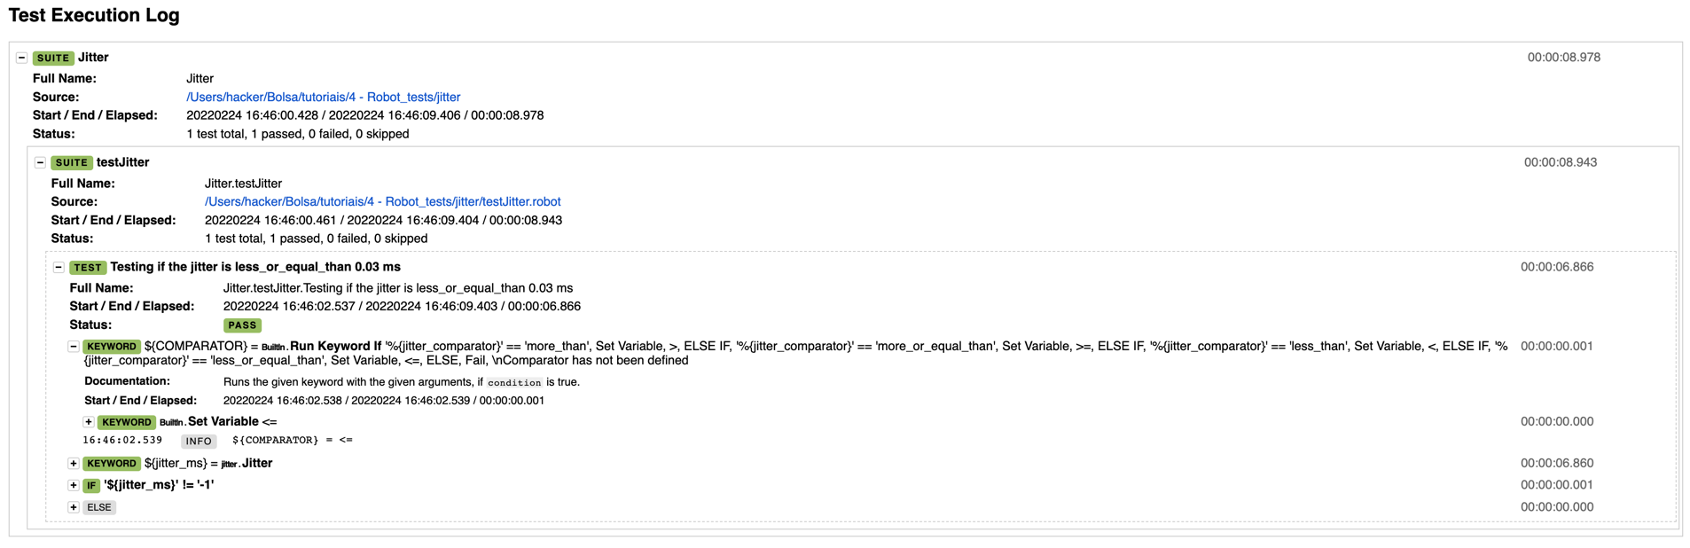 Test Execution Log
SUITE Jitter 00:00:08.978
Full Name: Jitter
Source: /Users/hacker/Bolsa/tutoriais/4 - Robot_tests/jitter
Start / End / Elapsed: 20220224 16:46:00.428 / 20220224 16:46:09.406 / 00:00:08.978
Status: 1 test total, 1 passed, 0 failed, 0 skipped
SUITE testJitter 00:00:08.943
Full Name: Jitter.testJitter
Source: /Users/hacker/Bolsa/tutoriais/4 - Robot_tests/jitter/testJitter.robot
Start / End / Elapsed: 20220224 16:46:00.461 / 20220224 16:46:09.404 / 00:00:08.943
Status: 1 test total, 1 passed, 0 failed, 0 skipped
TEST Testing if the jitter is less_or_equal_than 0.03 ms 00:00:06.866
Full Name: Jitter.testJitter.Testing if the jitter is less_or_equal_than 0.03 ms
Start / End / Elapsed: 20220224 16:46:02.537 / 20220224 16:46:09.403 / 00:00:06.866
Status: PASS
KEYWORD ${COMPARATOR} = BuiltIn.Run Keyword If '%{jitter_comparator}' == 'more_than', Set Variable, >, ELSE IF, '%{jitter_comparator}' == 'more_or_equal_than', Set Variable, >=, ELSE IF, '%{jitter_comparator}' == 'less_than', Set Variable, <, ELSE IF, '% 00:00:00.001
{jitter_comparator}' == 'less_or_equal_than', Set Variable, <=, ELSE, Fail, \nComparator has not been defined
Documentation: Runs the given keyword with the given arguments, if condition is true.
Start / End / Elapsed: 20220224 16:46:02.538 / 20220224 16:46:02.539 / 00:00:00.001
KEYWORD BuiltIn.Set Variable <= 00:00:00.000
16:46:02.539 INFO ${COMPARATOR} = <=
KEYWORD ${jitter_ms} = jitter.Jitter 00:00:06.860
IF '${jitter_ms}' != '-1' 00:00:00.001
ELSE 00:00:00.000